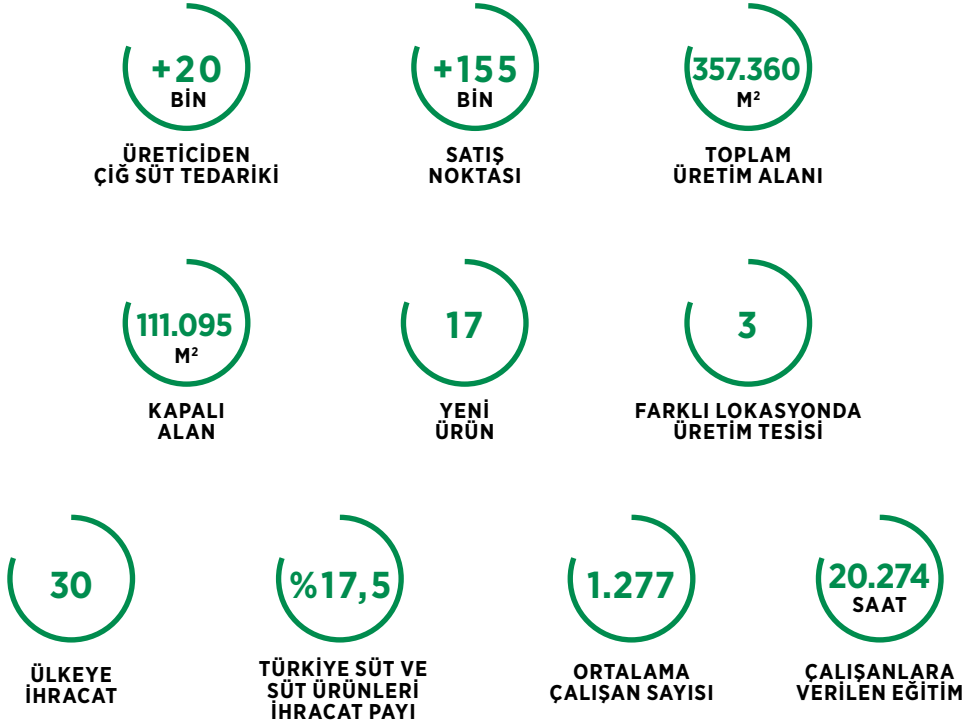 +20
BİN
ÜRETİCİDEN
ÇİĞ SÜT TEDARİKİ
+155
BİN
SATIŞ
NOKTASI
357.360
M²
TOPLAM
ÜRETİM ALANI
111.095
M²
KAPALI
ALAN
17
YENİ
ÜRÜN
3
FARKLI LOKASYONDA
ÜRETİM TESİSİ
30
ÜLKEYE
İHRACAT
%17,5
TÜRKİYE SÜT VE
SÜT ÜRÜNLERİ
İHRACAT PAYI
1.277
ORTALAMA
ÇALIŞAN SAYISI
20.274
SAAT
ÇALIŞANLARA
VERİLEN EĞİTİM